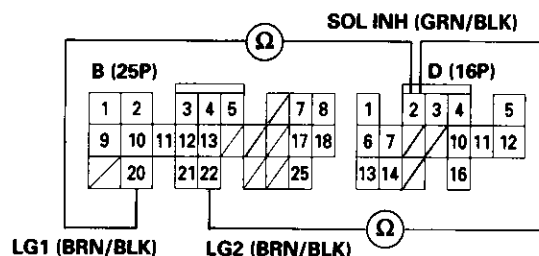 SOL INH (GRN/BLK)
Ω
B (25P)
D (16P)
1 2 3 4 5 7 8
9 10 11 12 13 17 18
20 21 22 25
1 2 3 4 5
6 7 10 11 12
13 14 16
LG1 (BRN/BLK)
LG2 (BRN/BLK)
Ω